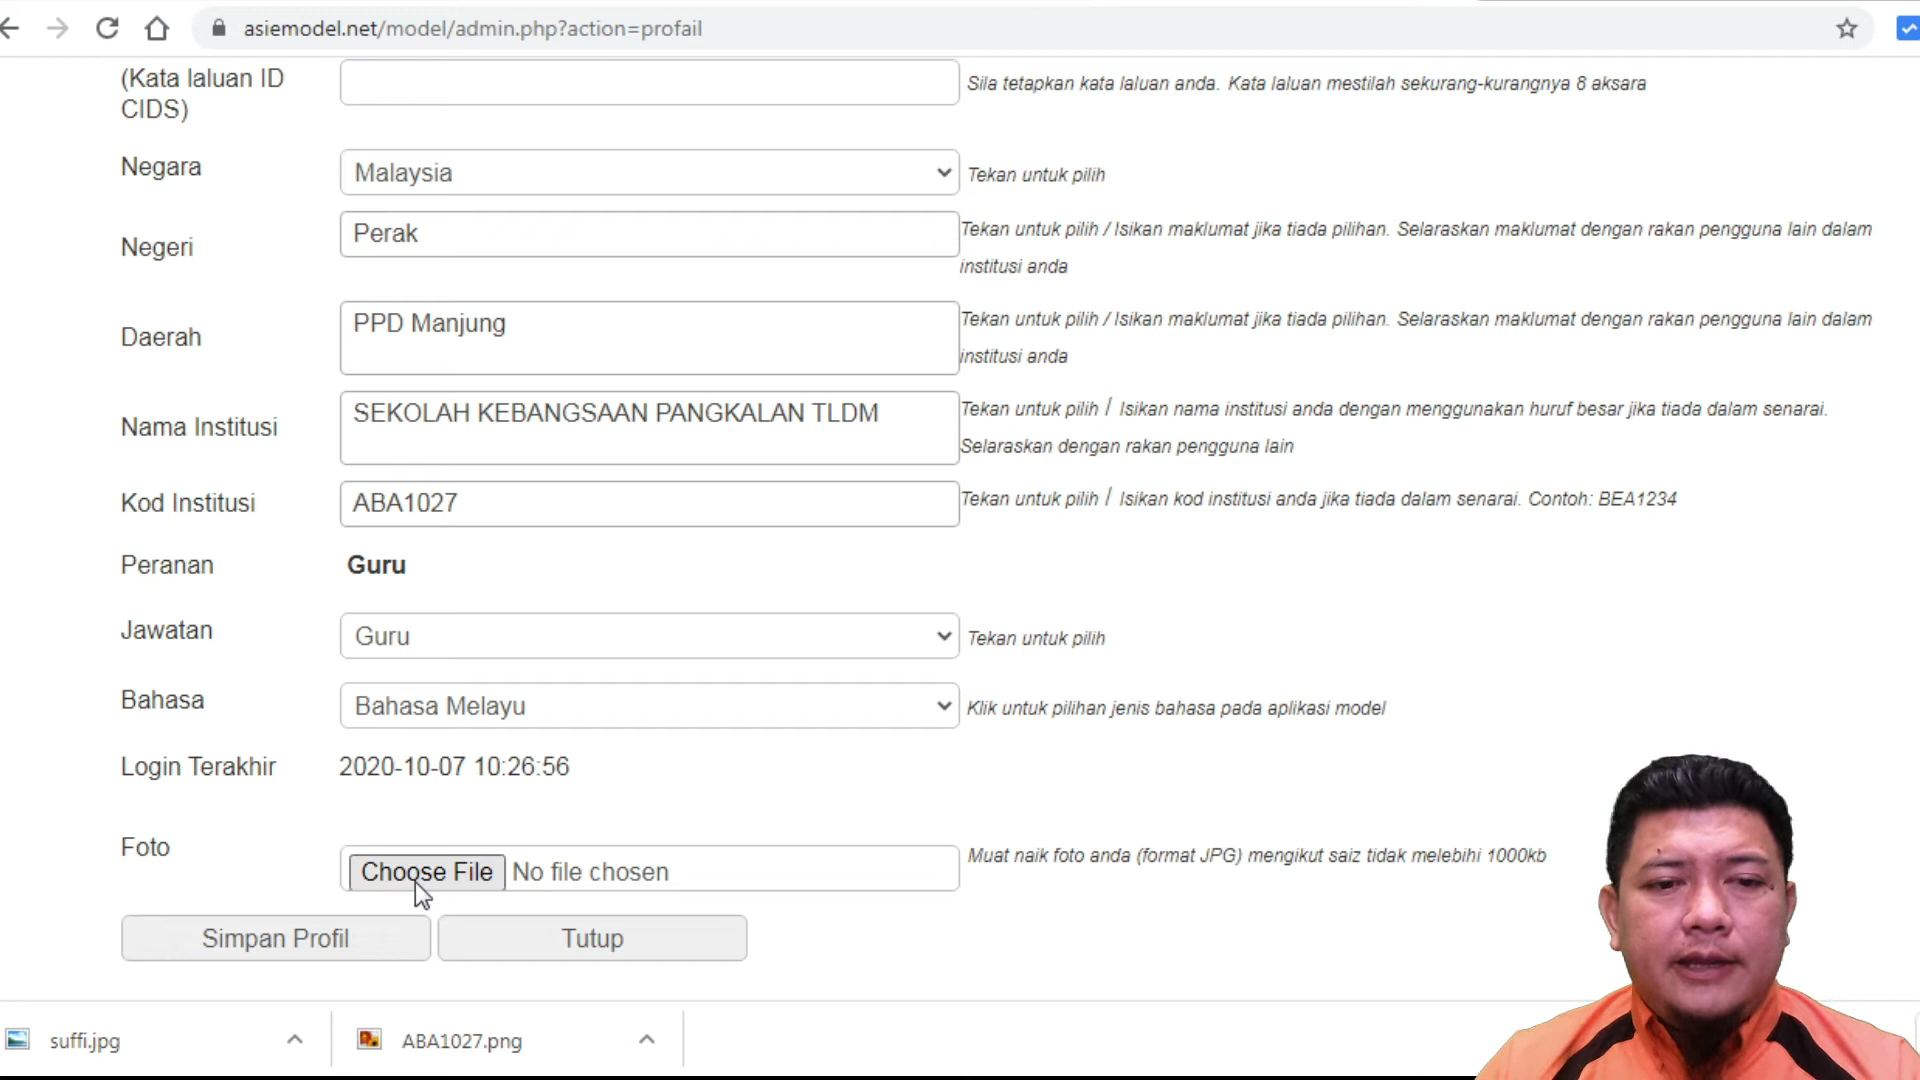 asiemodel.net/model/admin.php?action=profail
(Kata laluan ID
CIDS)
Sila tetapkan kata laluan anda. Kata laluan mestilah sekurang-kurangnya 8 aksara
Negara
Malaysia
Tekan untuk pilih
Negeri
Perak
Tekan untuk pilih / Isikan maklumat jika tiada pilihan. Selaraskan maklumat dengan rakan pengguna lain dalam
institusi anda
Daerah
PPD Manjung
Tekan untuk pilih / Isikan maklumat jika tiada pilihan. Selaraskan maklumat dengan rakan pengguna lain dalam
institusi anda
Nama Institusi
SEKOLAH KEBANGSAAN PANGKALAN TLDM
Tekan untuk pilih / Isikan nama institusi anda dengan menggunakan huruf besar jika tiada dalam senarai.
Selaraskan dengan rakan pengguna lain
Kod Institusi
ABA1027
Tekan untuk pilih / Isikan kod institusi anda jika tiada dalam senarai. Contoh: BEA1234
Peranan
Guru
Jawatan
Guru
Tekan untuk pilih
Bahasa
Bahasa Melayu
Klik untuk pilihan jenis bahasa pada aplikasi model
Login Terakhir
2020-10-07 10:26:56
Foto
Choose File
No file chosen
Muat naik foto anda (format JPG) mengikut saiz tidak melebihi 1000kb
Simpan Profil
Tutup
suffi.jpg
ABA1027.png